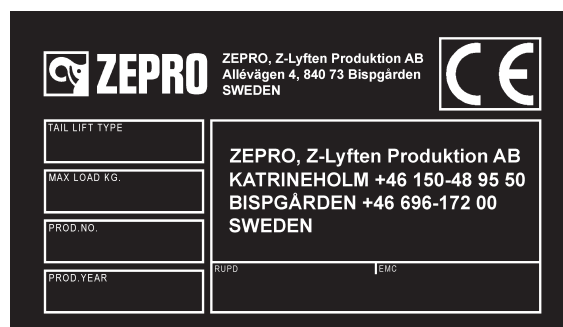 ZEPRO
ZEPRO, Z-Lyften Produktion AB
Allévägen 4, 840 73 Bispgården
SWEDEN
CE
TAIL LIFT TYPE
MAX LOAD KG.
PROD.NO.
PROD.YEAR
ZEPRO, Z-Lyften Produktion AB
KATRINEHOLM +46 150-48 95 50
BISPGÅRDEN +46 696-172 00
SWEDEN
RUPD
EMC